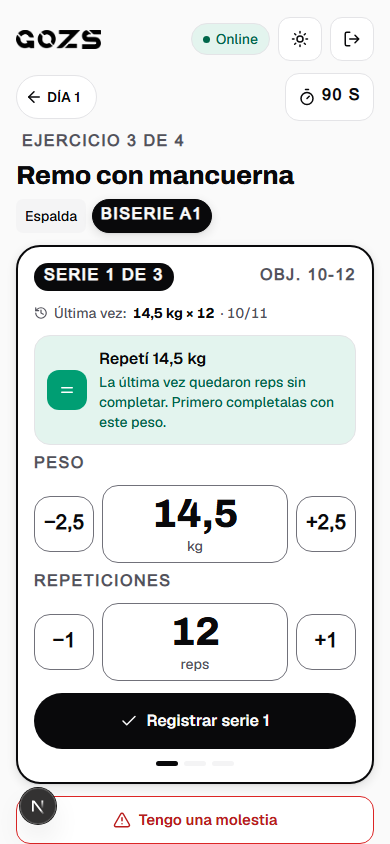 GOZS
Online
DÍA 1
90 S
EJERCICIO 3 DE 4
Remo con mancuerna
Espalda
BISERIE A1
SERIE 1 DE 3
OBJ. 10-12
Última vez: 14,5 kg × 12 · 10/11
=
Repetí 14,5 kg
La última vez quedaron reps sin
completar. Primero completalas con
este peso.
PESO
−2,5
14,5
kg
+2,5
REPETICIONES
−1
12
reps
+1
Registrar serie 1
N
Tengo una molestia